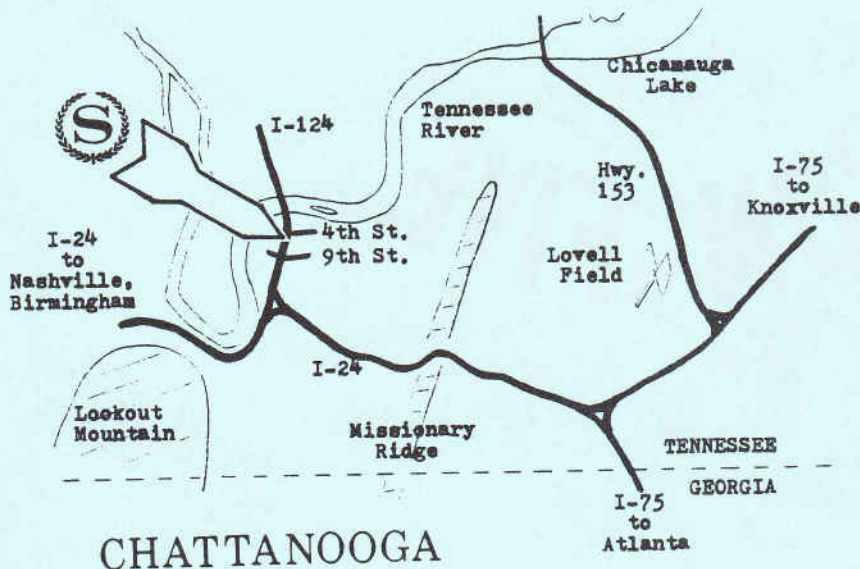 Chicamauga
Lake
S
I-124
Tennessee
River
Hwy.
153
I-75
to
Knoxville
4th St.
9th St.
I-24
to
Nashville,
Birmingham
Lovell
Field
I-24
Lookout
Mountain
Missionary
Ridge
TENNESSEE
GEORGIA
I-75
to
Atlanta
CHATTANOOGA